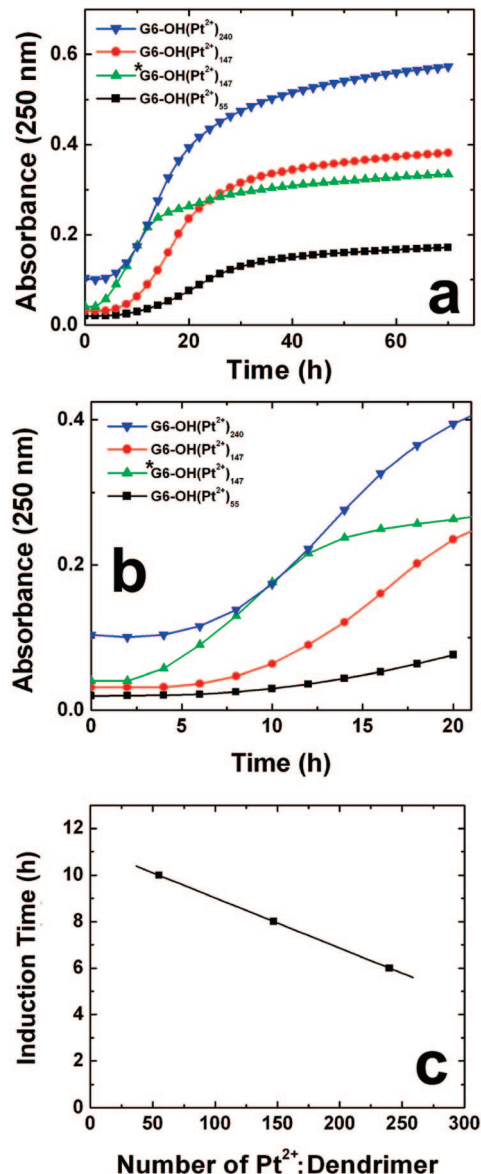 G6-OH(Pt²⁺)₂₄₀
G6-OH(Pt²⁺)₁₄₇
*G6-OH(Pt²⁺)₁₄₇
G6-OH(Pt²⁺)₅₅
Absorbance (250 nm)
0.6
0.4
0.2
0.0
a
0 20 40 60
Time (h)
G6-OH(Pt²⁺)₂₄₀
G6-OH(Pt²⁺)₁₄₇
*G6-OH(Pt²⁺)₁₄₇
G6-OH(Pt²⁺)₅₅
Absorbance (250 nm)
0.4
0.2
0.0
b
0 5 10 15 20
Time (h)
Induction Time (h)
12
10
8
6
4
2
0
c
0 50 100 150 200 250 300
Number of Pt²⁺:Dendrimer